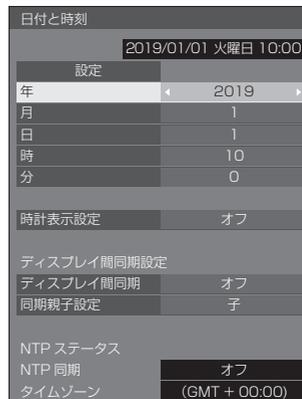 日付と時刻
2019/01/01 火曜日 10:00
設定
年 2019
月 1
日 1
時 10
分 0
時計表示設定 オフ
ディスプレイ間同期設定
ディスプレイ間同期 オフ
同期親子設定 子
NTP ステータス
NTP 同期 オフ
タイムゾーン (GMT + 00:00)